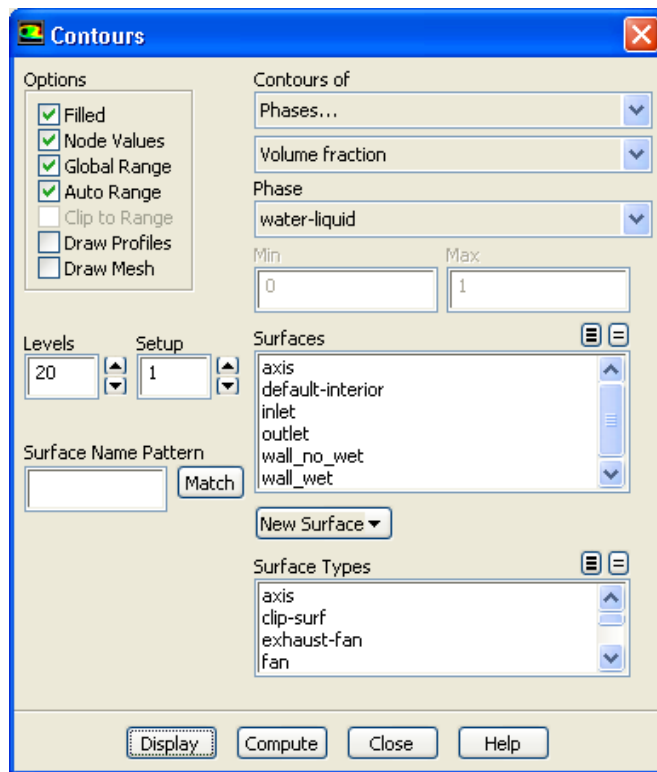 Contours
Options
Filled
Node Values
Global Range
Auto Range
Clip to Range
Draw Profiles
Draw Mesh
Levels
Setup
20
1
Surface Name Pattern
Match
Contours of
Phases...
Volume fraction
Phase
water-liquid
Min
Max
0
1
Surfaces
axis
default-interior
inlet
outlet
wall_no_wet
wall_wet
New Surface
Surface Types
axis
clip-surf
exhaust-fan
fan
Display
Compute
Close
Help